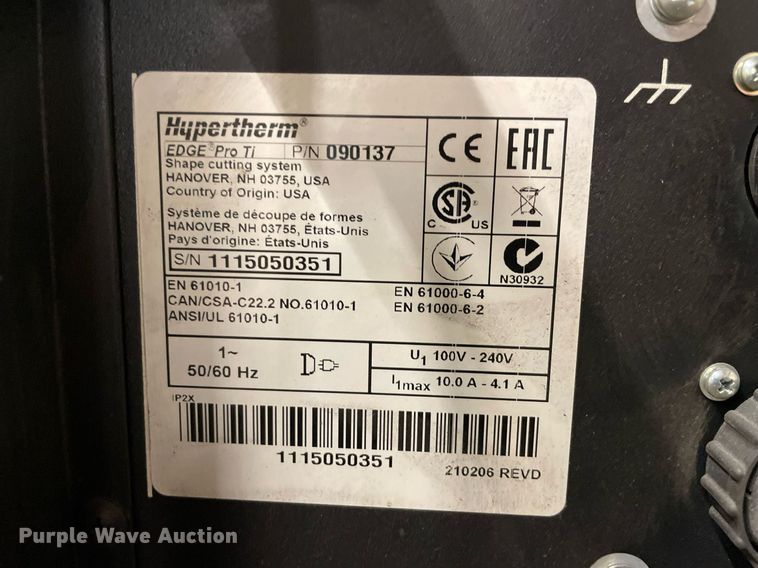 Hypertherm®
EDGE® Pro Ti P/N 090137
Shape cutting system
HANOVER, NH 03755, USA
Country of Origin: USA
Système de découpe de formes
HANOVER, NH 03755, États-Unis
Pays d'origine: États-Unis
S/N 1115050351
CE
EAC
C SA US
N30932
EN 61010-1
CAN/CSA-C22.2 NO.61010-1
ANSI/UL 61010-1
EN 61000-6-4
EN 61000-6-2
1~
50/60 Hz
U1 100V - 240V
I1max 10.0 A - 4.1 A
IP2X
1115050351
210206 REVD
Purple Wave Auction